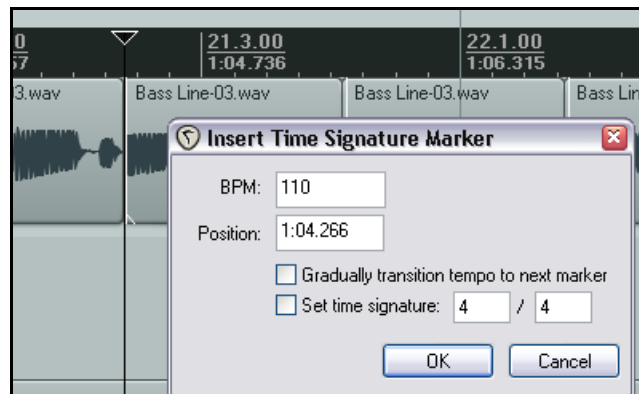 0 21.3.00 22.1.00
57 1:04.736 1:06.315
3.wav Bass Line-03.wav Bass Line-03.wav Bass Lin
Insert Time Signature Marker
BPM: 110
Position: 1:04.266
Gradually transition tempo to next marker
Set time signature: 4 / 4
OK Cancel